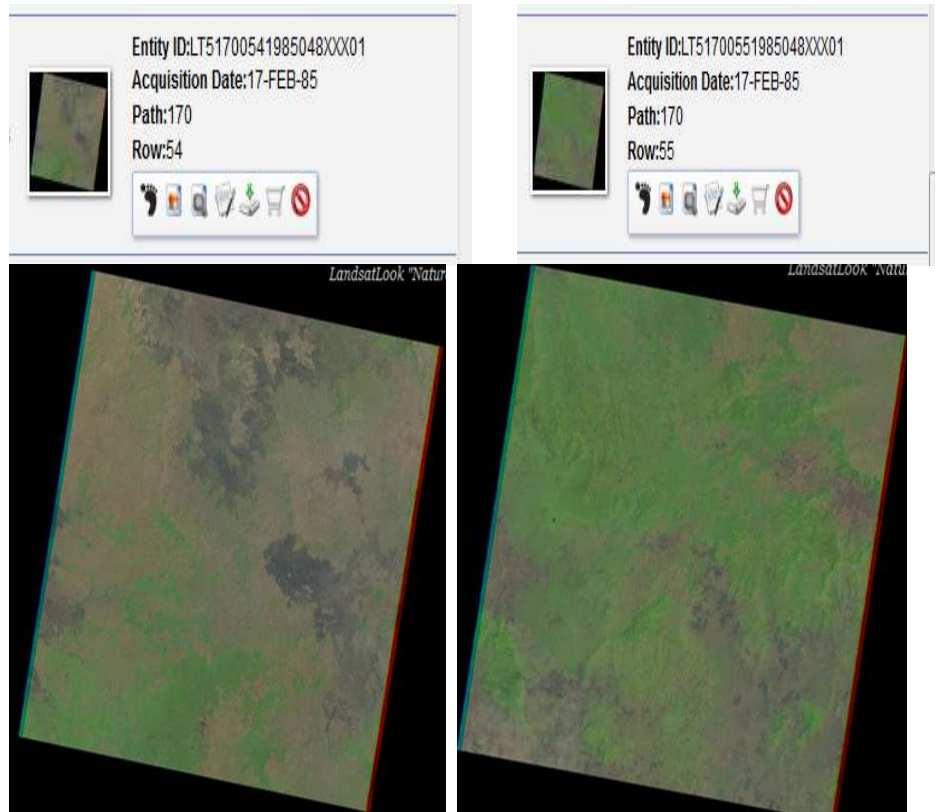 Entity ID:LT51700541985048XXX01
Acquisition Date:17-FEB-85
Path:170
Row:54
Entity ID:LT51700551985048XXX01
Acquisition Date:17-FEB-85
Path:170
Row:55
LandsatLook "Natur
LandsatLook "Natu